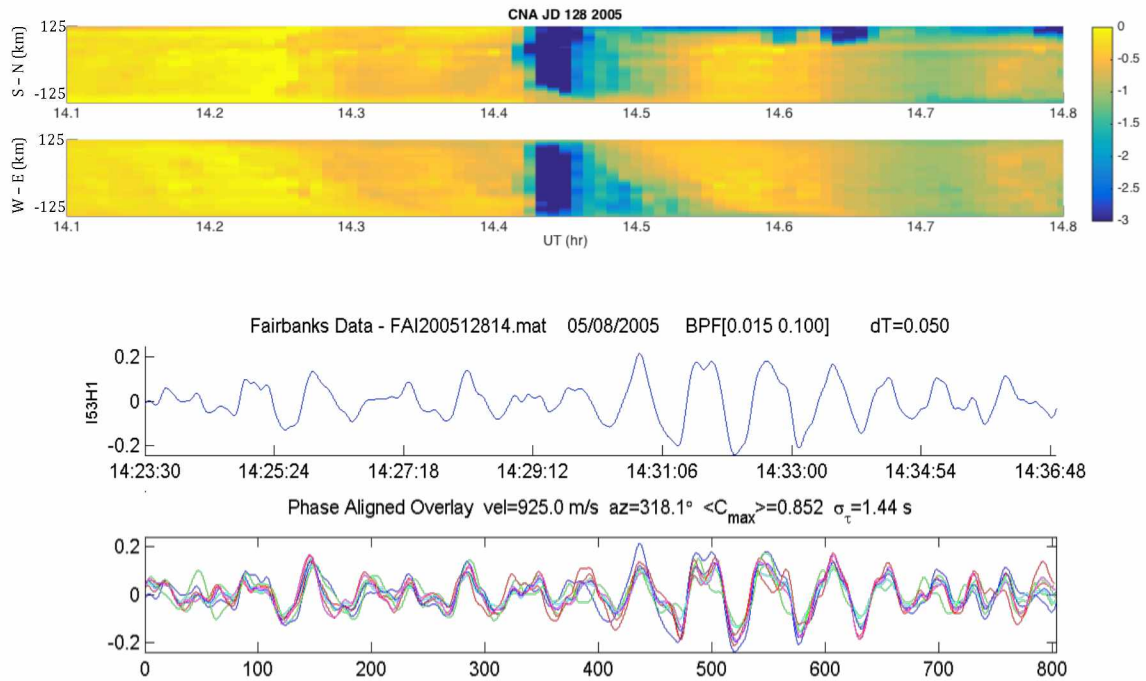 CNA JD 128 2005
S – N (km)
125
-125
14.1 14.2 14.3 14.4 14.5 14.6 14.7 14.8
W – E (km)
125
-125
14.1 14.2 14.3 14.4 14.5 14.6 14.7 14.8
UT (hr)
0
-0.5
-1
-1.5
-2
-2.5
-3
Fairbanks Data - FAI200512814.mat 05/08/2005 BPF[0.015 0.100] dT=0.050
I53H1
0.2
0
-0.2
14:23:30 14:25:24 14:27:18 14:29:12 14:31:06 14:33:00 14:34:54 14:36:48
Phase Aligned Overlay vel=925.0 m/s az=318.1° <Cmax>=0.852 στ=1.44 s
0.2
0
-0.2
0 100 200 300 400 500 600 700 800